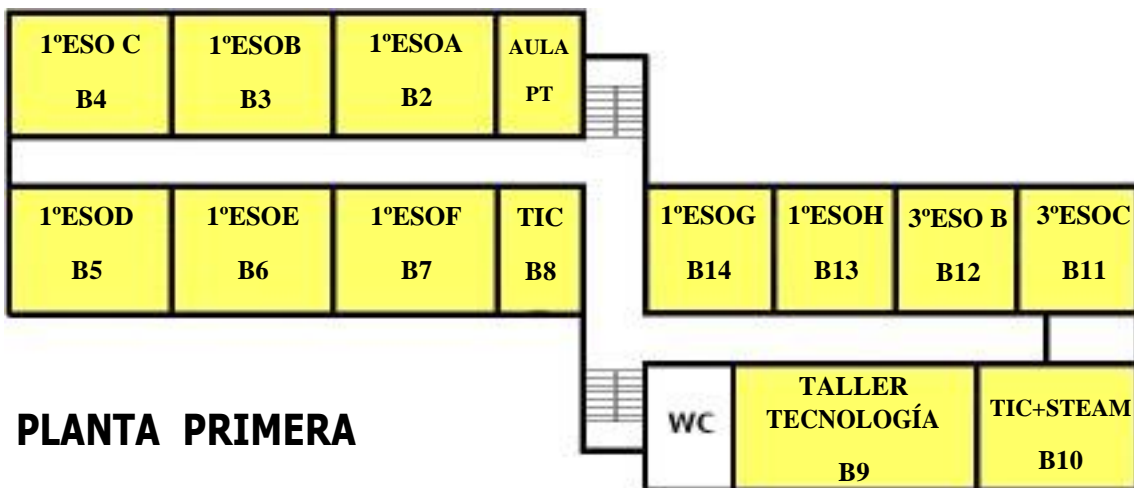 1ºESO C
B4
1ºESOB
B3
1ºESOA
B2
AULA
PT
1ºESOD
B5
1ºESOE
B6
1ºESOF
B7
TIC
B8
1ºESOG
B14
1ºESOH
B13
3ºESO B
B12
3ºESOC
B11
WC
TALLER
TECNOLOGÍA
B9
TIC+STEAM
B10
PLANTA PRIMERA